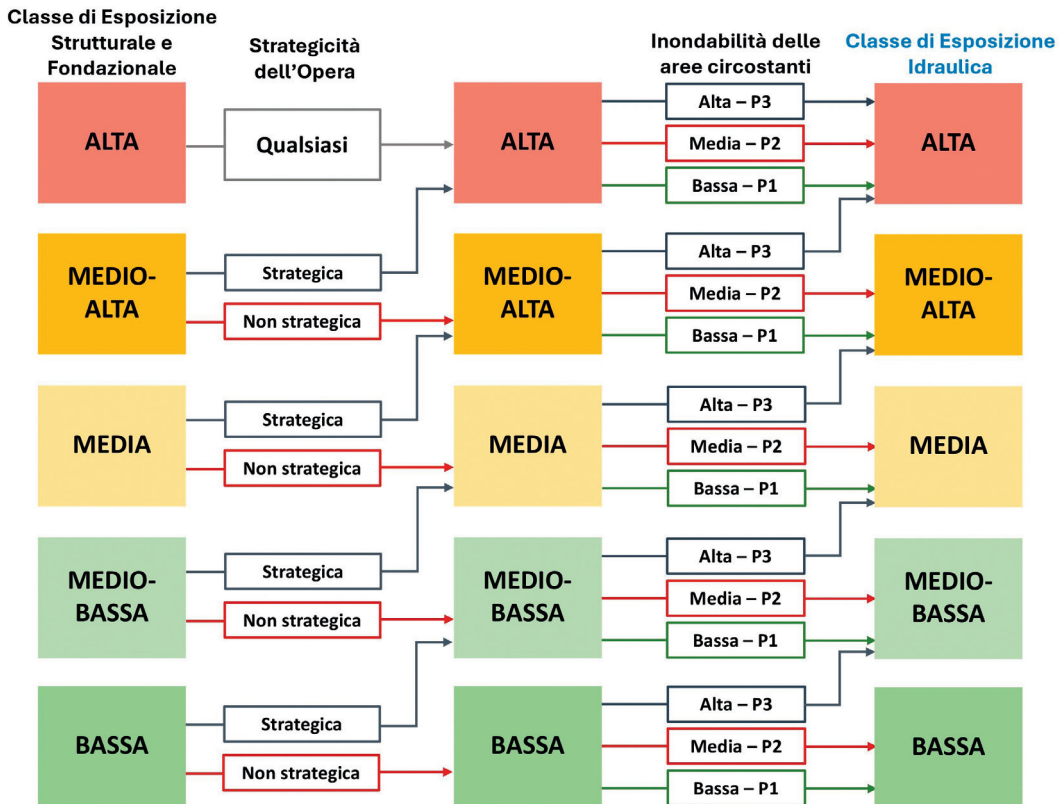 Classe di Esposizione
Strutturale e
Fondazionale
Strategicità
dell'Opera
Inondabilità delle
aree circostanti
Classe di Esposizione
Idraulica
ALTA
Qualsiasi
ALTA
Alta – P3
Media – P2
Bassa – P1
ALTA
MEDIO-
ALTA
Strategica
Non strategica
MEDIO-
ALTA
Alta – P3
Media – P2
Bassa – P1
MEDIO-
ALTA
MEDIA
Strategica
Non strategica
MEDIA
Alta – P3
Media – P2
Bassa – P1
MEDIA
MEDIO-
BASSA
Strategica
Non strategica
MEDIO-
BASSA
Alta – P3
Media – P2
Bassa – P1
MEDIO-
BASSA
BASSA
Strategica
Non strategica
BASSA
Alta – P3
Media – P2
Bassa – P1
BASSA